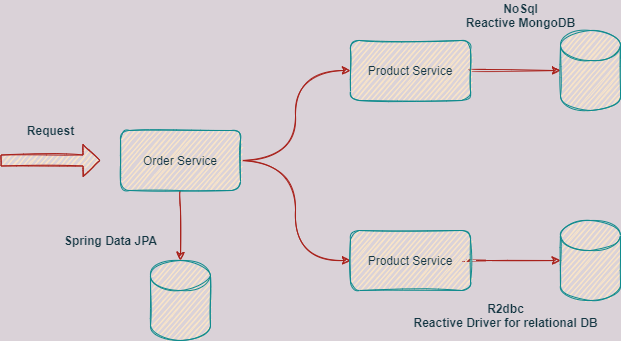 NoSql
Reactive MongoDB
Product Service
Request
Order Service
Spring Data JPA
Product Service
R2dbc
Reactive Driver for relational DB